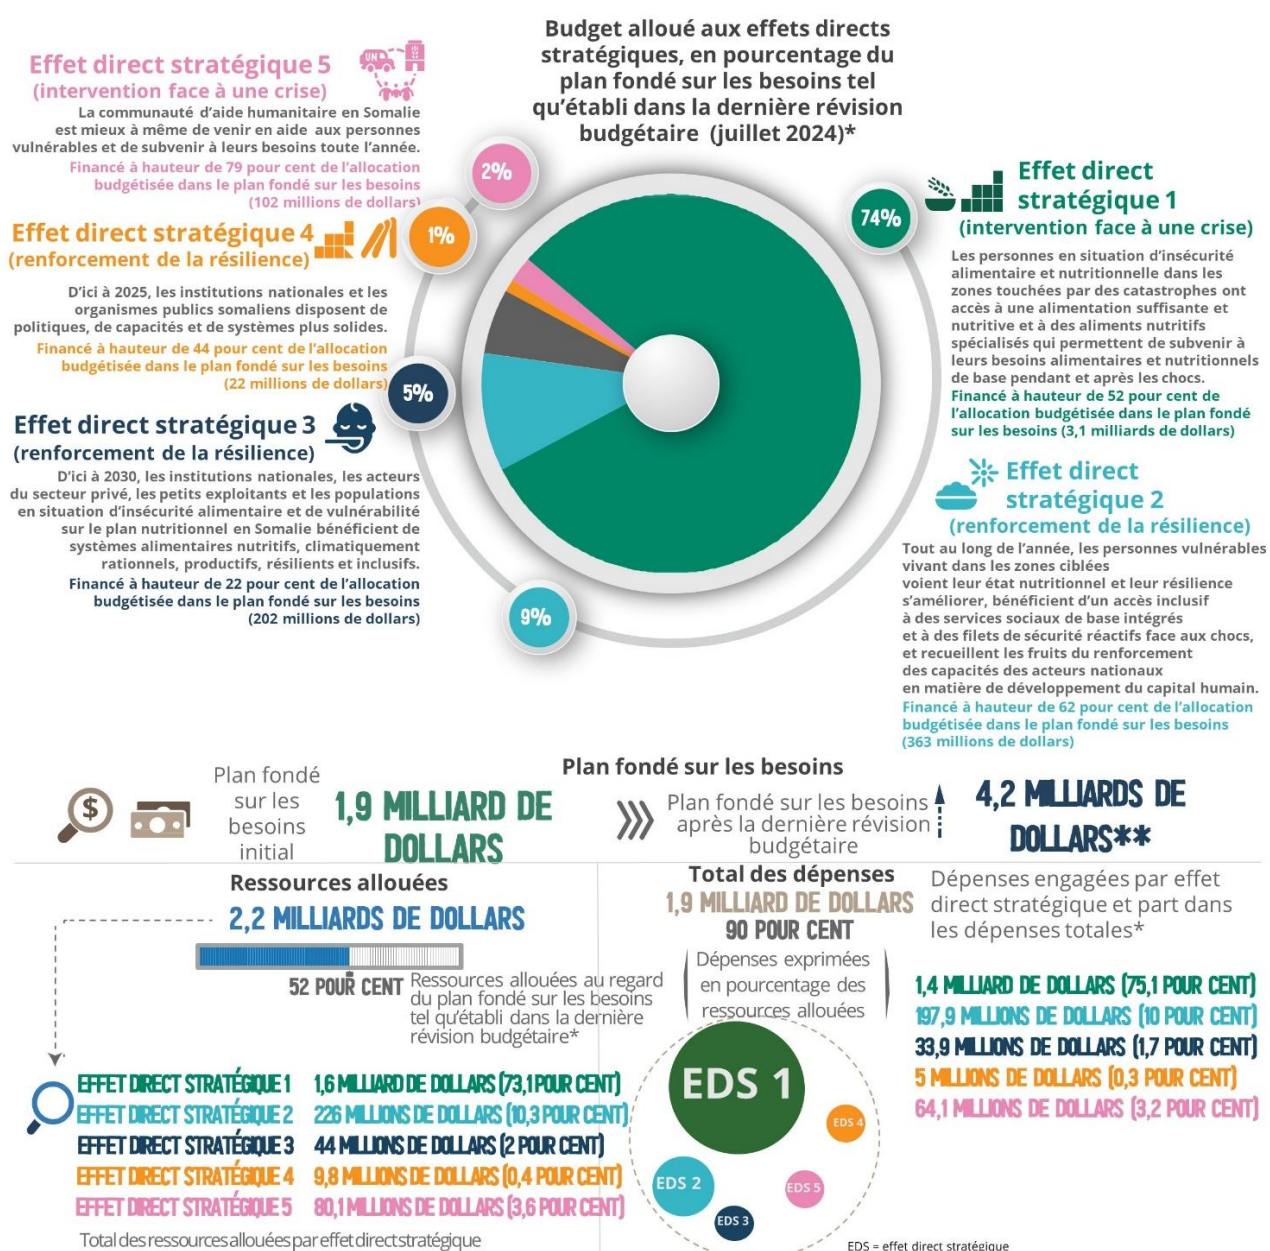 Budget alloué aux effets directs
stratégiques, en pourcentage du
plan fondé sur les besoins tel
qu’établi dans la dernière révision
budgétaire (juillet 2024)*
Effet direct stratégique 5
(intervention face à une crise)
UN
La communauté d’aide humanitaire en Somalie
est mieux à même de venir en aide aux personnes
vulnérables et de subvenir à leurs besoins toute l’année.
Financé à hauteur de 79 pour cent de l’allocation
budgétisée dans le plan fondé sur les besoins
(102 millions de dollars)
2%
Effet direct stratégique 4
(renforcement de la résilience)
1%
D’ici à 2025, les institutions nationales et les
organismes publics somaliens disposent de
politiques, de capacités et de systèmes plus solides.
Financé à hauteur de 44 pour cent de l’allocation
budgétisée dans le plan fondé sur les besoins
(22 millions de dollars)
5%
Effet direct stratégique 3
(renforcement de la résilience)
D’ici à 2030, les institutions nationales, les acteurs
du secteur privé, les petits exploitants et les populations
en situation d’insécurité alimentaire et de vulnérabilité
sur le plan nutritionnel en Somalie bénéficient de
systèmes alimentaires nutritifs, climatiquement
rationnels, productifs, résilients et inclusifs.
Financé à hauteur de 22 pour cent de l’allocation
budgétisée dans le plan fondé sur les besoins
(202 millions de dollars)
9%
74%
Effet direct
stratégique 1
(intervention face à une crise)
Les personnes en situation d’insécurité
alimentaire et nutritionnelle dans les
zones touchées par des catastrophes ont
accès à une alimentation suffisante et
nutritive et à des aliments nutritifs
spécialisés qui permettent de subvenir à
leurs besoins alimentaires et nutritionnels
de base pendant et après les chocs.
Financé à hauteur de 52 pour cent de
l’allocation budgétisée dans le plan fondé
sur les besoins (3,1 milliards de dollars)
Effet direct
stratégique 2
(renforcement de la résilience)
Tout au long de l’année, les personnes vulnérables
vivant dans les zones ciblées
voient leur état nutritionnel et leur résilience
s’améliorer, bénéficient d’un accès inclusif
à des services sociaux de base intégrés
et à des filets de sécurité réactifs face aux chocs,
et recueillent les fruits du renforcement
des capacités des acteurs nationaux
en matière de développement du capital humain.
Financé à hauteur de 62 pour cent de l’allocation
budgétisée dans le plan fondé sur les besoins
(363 millions de dollars)
Plan fondé sur les besoins
$
Plan fondé
sur les
besoins
initial
1,9 MILLIARD DE
DOLLARS
Plan fondé sur les besoins
après la dernière révision
budgétaire
4,2 MILLIARDS DE
DOLLARS**
Ressources allouées
2,2 MILLIARDS DE DOLLARS
52 POUR CENT
Ressources allouées au regard
du plan fondé sur les besoins
tel qu’établi dans la dernière
révision budgétaire*
EFFET DIRECT STRATÉGIQUE 1 1,6 MILLIARD DE DOLLARS (73,1 POUR CENT)
EFFET DIRECT STRATÉGIQUE 2 226 MILLIONS DE DOLLARS (10,3 POUR CENT)
EFFET DIRECT STRATÉGIQUE 3 44 MILLIONS DE DOLLARS (2 POUR CENT)
EFFET DIRECT STRATÉGIQUE 4 9,8 MILLIONS DE DOLLARS (0,4 POUR CENT)
EFFET DIRECT STRATÉGIQUE 5 80,1 MILLIONS DE DOLLARS (3,6 POUR CENT)
Total des ressources allouées par effet direct stratégique
Total des dépenses
1,9 MILLIARD DE DOLLARS
90 POUR CENT
Dépenses exprimées
en pourcentage des
ressources allouées
EDS 1
EDS 4
EDS 2
EDS 5
EDS 3
Dépenses engagées par effet
direct stratégique et part dans
les dépenses totales*
1,4 MILLIARD DE DOLLARS (75,1 POUR CENT)
197,9 MILLIONS DE DOLLARS (10 POUR CENT)
33,9 MILLIONS DE DOLLARS (1,7 POUR CENT)
5 MILLIONS DE DOLLARS (0,3 POUR CENT)
64,1 MILLIONS DE DOLLARS (3,2 POUR CENT)
EDS = effet direct stratégique